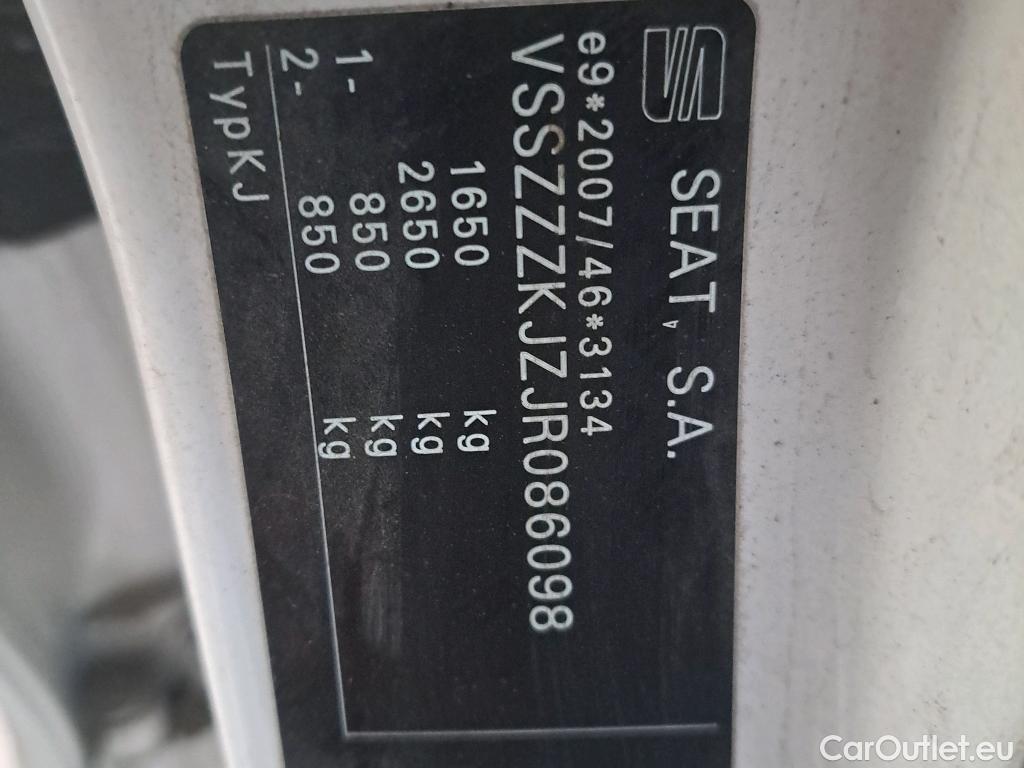 SEAT, S.A.
e9*2007/46*3134
VSSZZZKJZJR086098
1650 kg
2650 kg
1- 850 kg
2- 850 kg
TypKJ
CarOutlet.eu